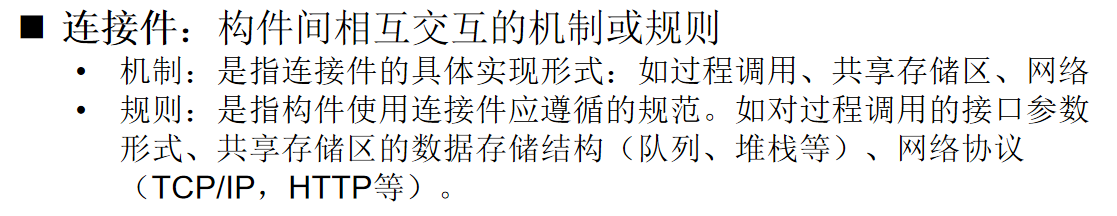 ■ 连接件：构件间相互交互的机制或规则
• 机制：是指连接件的具体实现形式：如过程调用、共享存储区、网络
• 规则：是指构件使用连接件应遵循的规范。如对过程调用的接口参数
形式、共享存储区的数据存储结构（队列、堆栈等）、网络协议
（TCP/IP，HTTP等）。